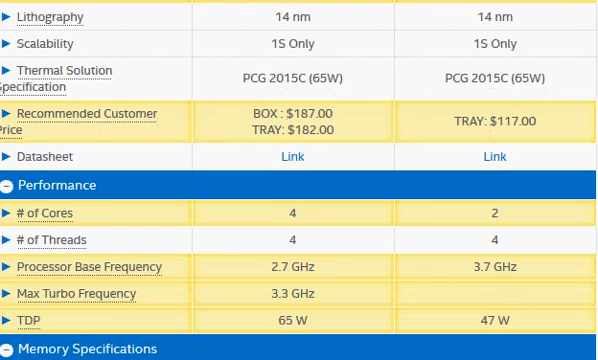 Lithography 14 nm 14 nm
Scalability 1S Only 1S Only
Thermal Solution
Specification PCG 2015C (65W) PCG 2015C (65W)
Recommended Customer
Price BOX : $187.00
TRAY: $182.00 TRAY: $117.00
Datasheet Link Link
Performance
# of Cores 4 2
# of Threads 4 4
Processor Base Frequency 2.7 GHz 3.7 GHz
Max Turbo Frequency 3.3 GHz
TDP 65 W 47 W
Memory Specifications